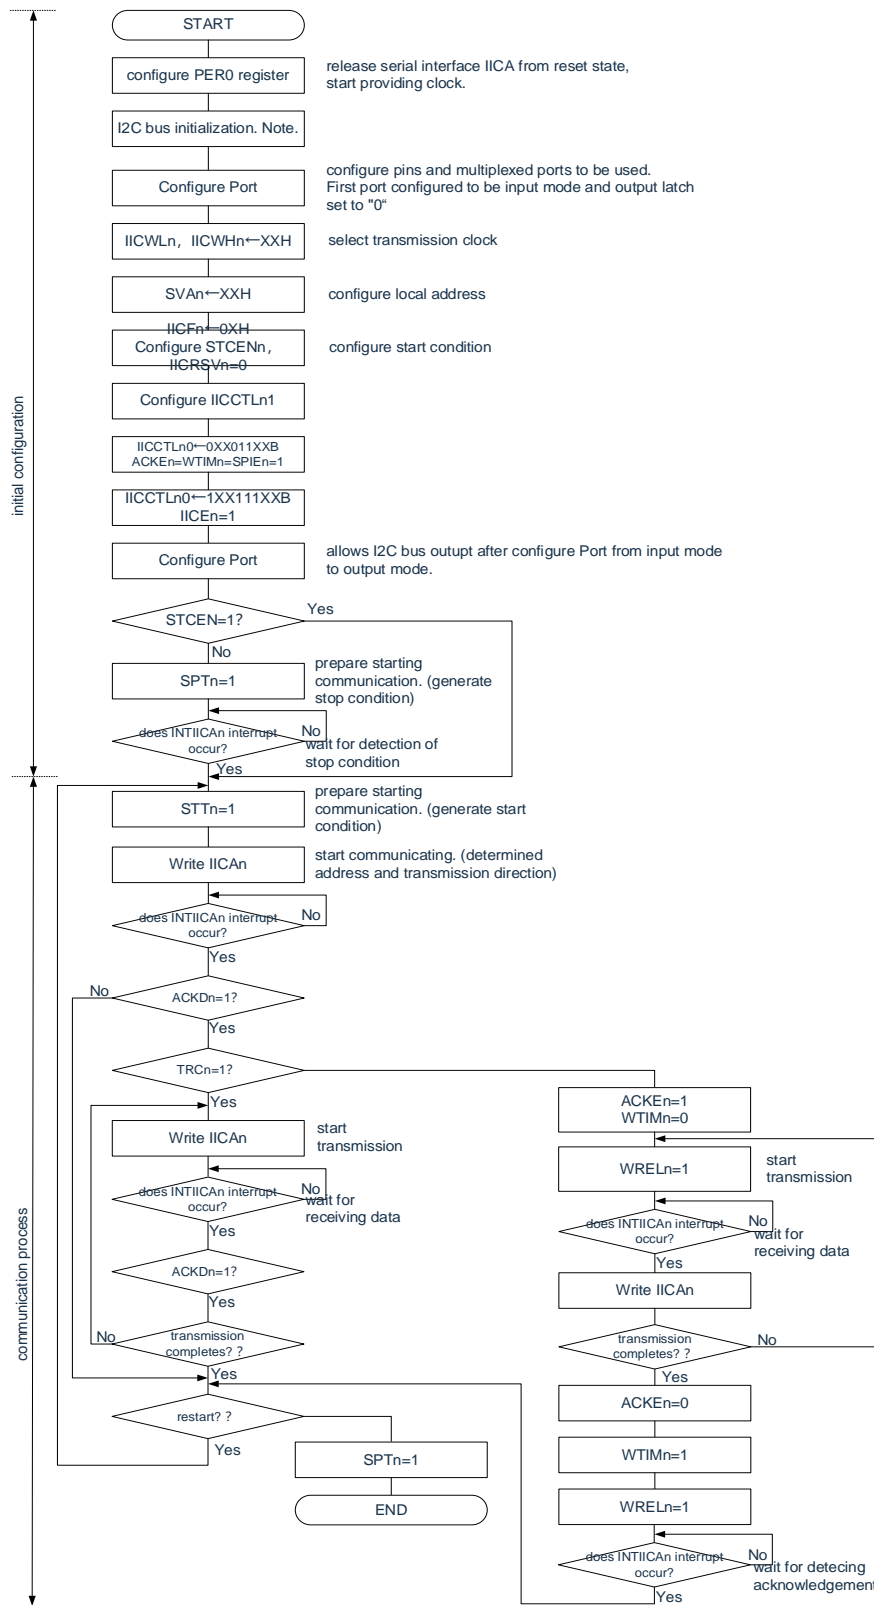 START
configure PER0 register
release serial interface IICA from reset state,
start providing clock.
I2C bus initialization. Note.
Configure Port
configure pins and multiplexed ports to be used.
First port configured to be input mode and output latch
set to "0“
IICWLn，IICWHn←XXH
select transmission clock
SVAn←XXH
configure local address
IICFn←0XH
Configure STCENn，
IICRSVn=0
configure start condition
Configure IICCTLn1
IICCTLn0←0XX011XXB
ACKEn=WTIMn=SPIEn=1
IICCTLn0←1XX111XXB
IICEn=1
Configure Port
allows I2C bus outupt after configure Port from input mode
to output mode.
initial configuration
STCEN=1？
Yes
No
SPTn=1
prepare starting
communication. (generate
stop condition)
does INTIICAn interrupt
occur?
No
wait for detection of
stop condition
Yes
STTn=1
prepare starting
communication. (generate start
condition)
Write IICAn
start communicating. (determined
address and transmission direction)
does INTIICAn interrupt
occur?
No
Yes
ACKDn=1？
No
Yes
TRCn=1？
Yes
Write IICAn
start
transmission
does INTIICAn interrupt
occur?
No
wait for
receiving data
Yes
ACKDn=1？
Yes
transmission
completes? ？
No
Yes
restart? ？
Yes
SPTn=1
END
communication process
ACKEn=1
WTIMn=0
WRELn=1
start
transmission
does INTIICAn interrupt
occur?
No
wait for
receiving data
Yes
Write IICAn
transmission
completes? ？
No
Yes
ACKEn=0
WTIMn=1
WRELn=1
does INTIICAn interrupt
occur?
No
wait for detecing
acknowledgement
Yes